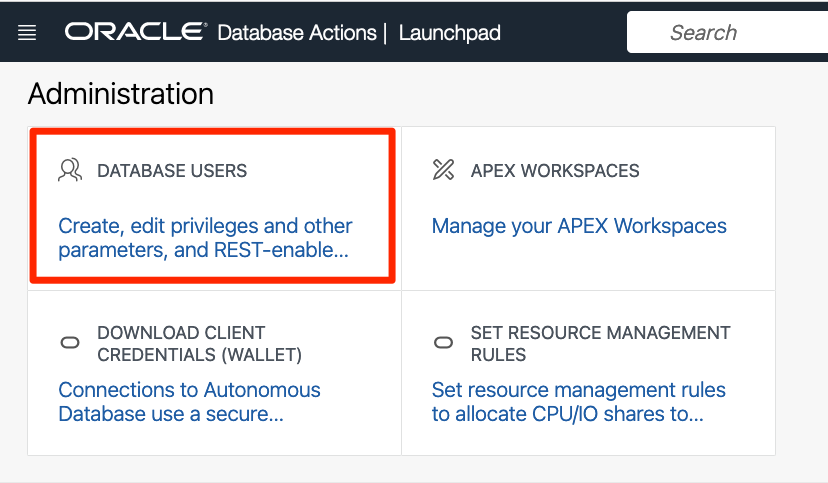 ORACLE® Database Actions | Launchpad
Search
Administration
DATABASE USERS
Create, edit privileges and other
parameters, and REST-enable...
APEX WORKSPACES
Manage your APEX Workspaces
DOWNLOAD CLIENT
CREDENTIALS (WALLET)
Connections to Autonomous
Database use a secure...
SET RESOURCE MANAGEMENT
RULES
Set resource management rules
to allocate CPU/IO shares to...